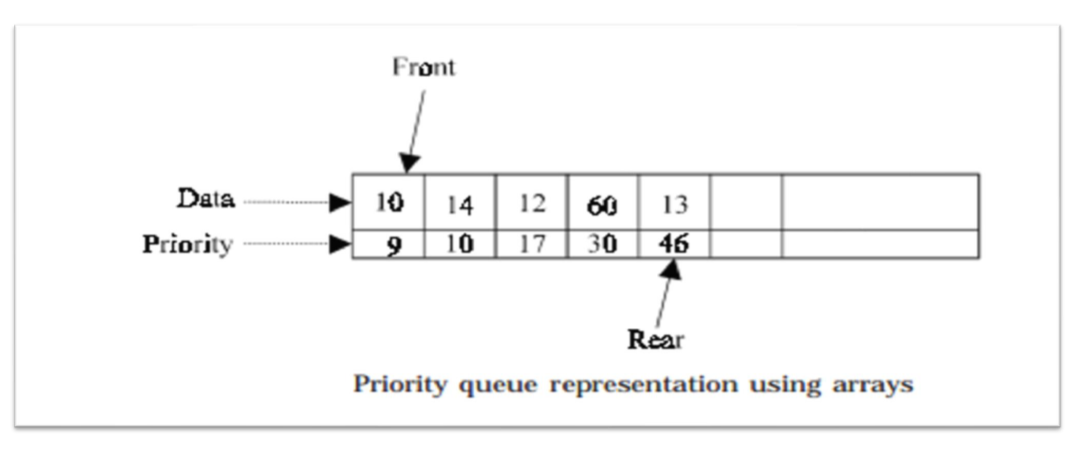 Front
Data 10 14 12 60 13
Priority 9 10 17 30 46
Rear
Priority queue representation using arrays